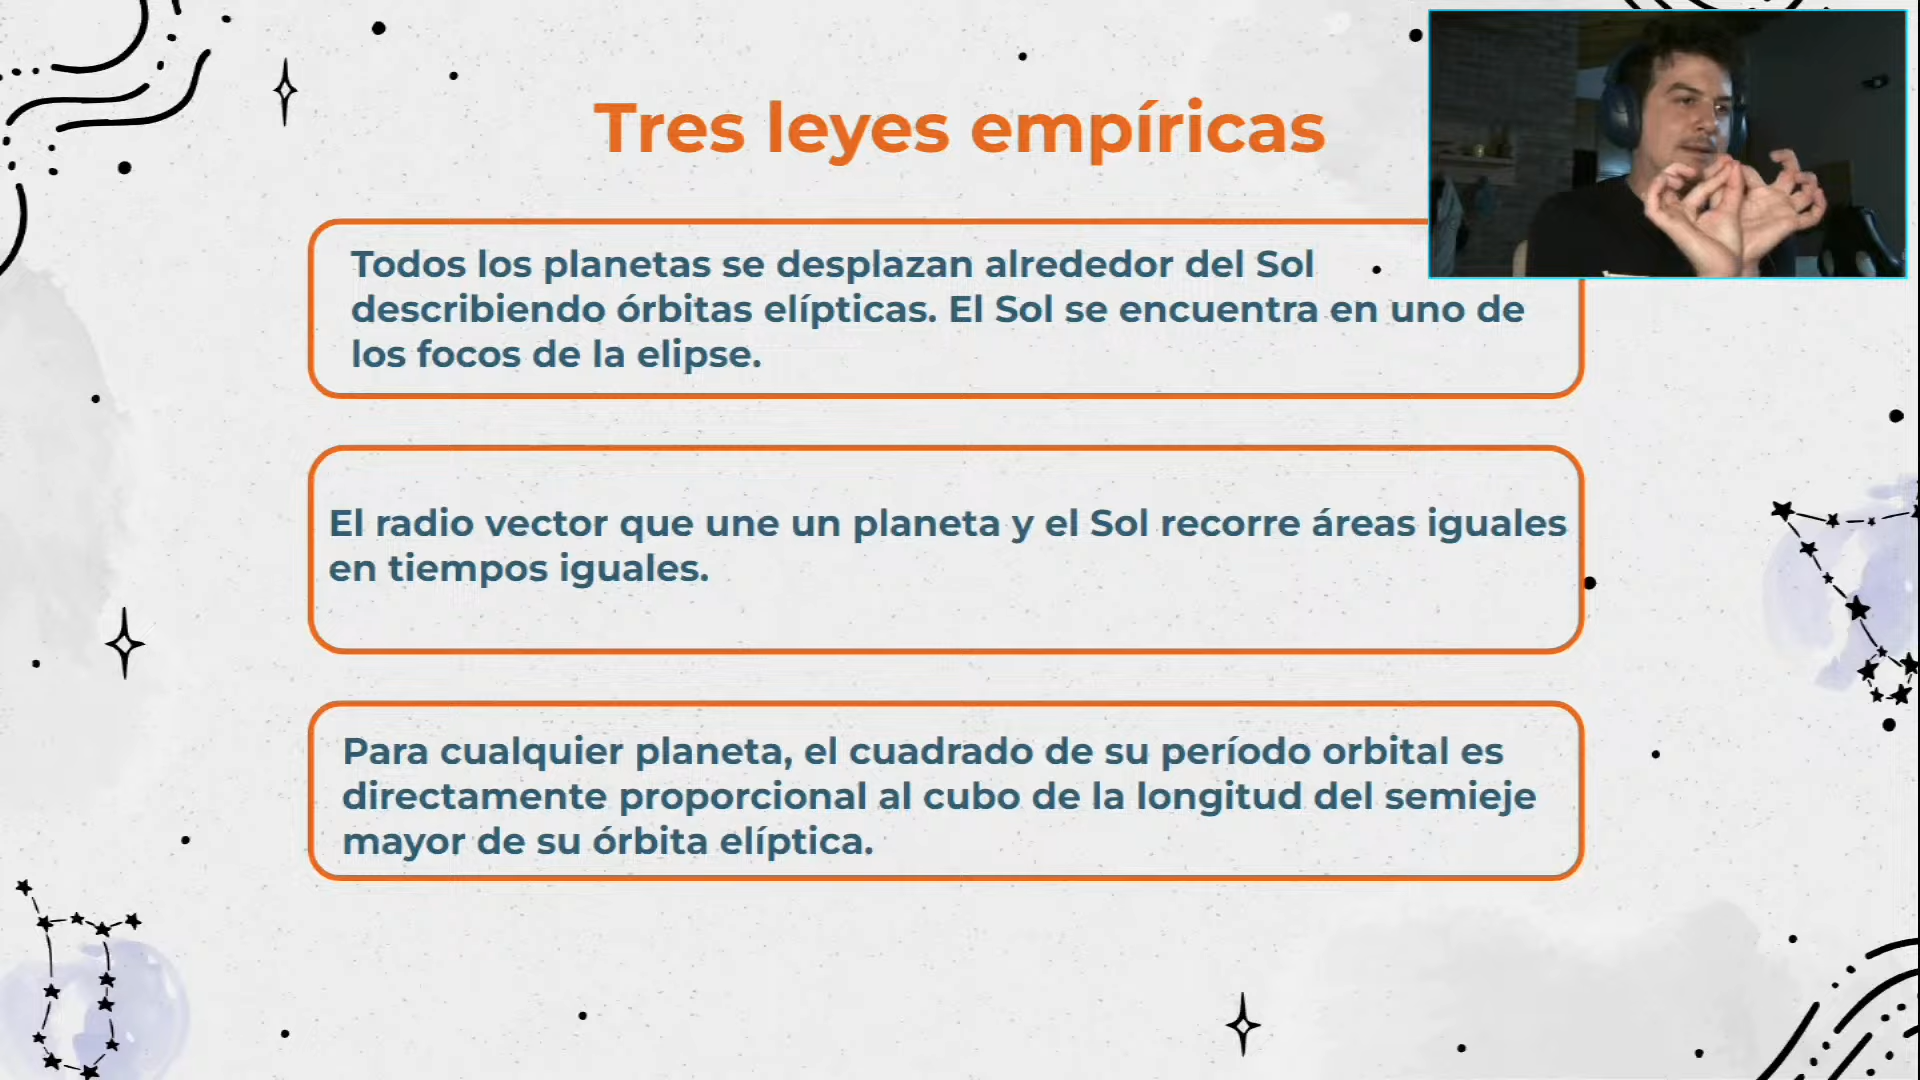 Tres leyes empíricas
Todos los planetas se desplazan alrededor del Sol
describiendo órbitas elípticas. El Sol se encuentra en uno de
los focos de la elipse.
El radio vector que une un planeta y el Sol recorre áreas iguales
en tiempos iguales.
Para cualquier planeta, el cuadrado de su período orbital es
directamente proporcional al cubo de la longitud del semieje
mayor de su órbita elíptica.